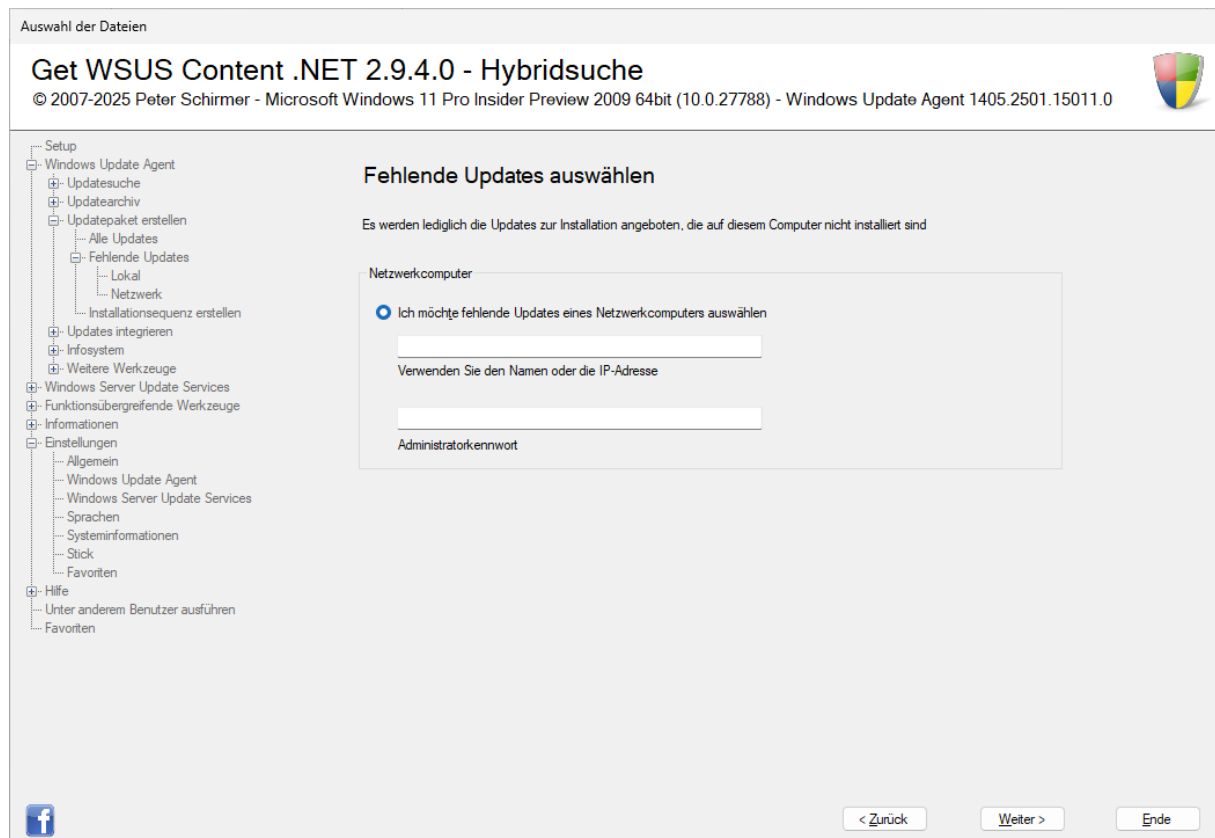 Auswahl der Dateien
Get WSUS Content .NET 2.9.4.0 - Hybridsuche
© 2007-2025 Peter Schirmer - Microsoft Windows 11 Pro Insider Preview 2009 64bit (10.0.27788) - Windows Update Agent 1405.2501.15011.0
Setup
Windows Update Agent
Updatesuche
Updatearchiv
Updatepaket erstellen
Alle Updates
Fehlende Updates
Lokal
Netzwerk
Installationsequenz erstellen
Updates integrieren
Infosystem
Weitere Werkzeuge
Windows Server Update Services
Funktionsübergreifende Werkzeuge
Informationen
Einstellungen
Allgemein
Windows Update Agent
Windows Server Update Services
Sprachen
Systeminformationen
Stick
Favoriten
Hilfe
Unter anderem Benutzer ausführen
Favoriten
Fehlende Updates auswählen
Es werden lediglich die Updates zur Installation angeboten, die auf diesem Computer nicht installiert sind
Netzwerkcomputer
Ich möchte fehlende Updates eines Netzwerkcomputers auswählen
Verwenden Sie den Namen oder die IP-Adresse
Administratorkennwort
< Zurück
Weiter >
Ende